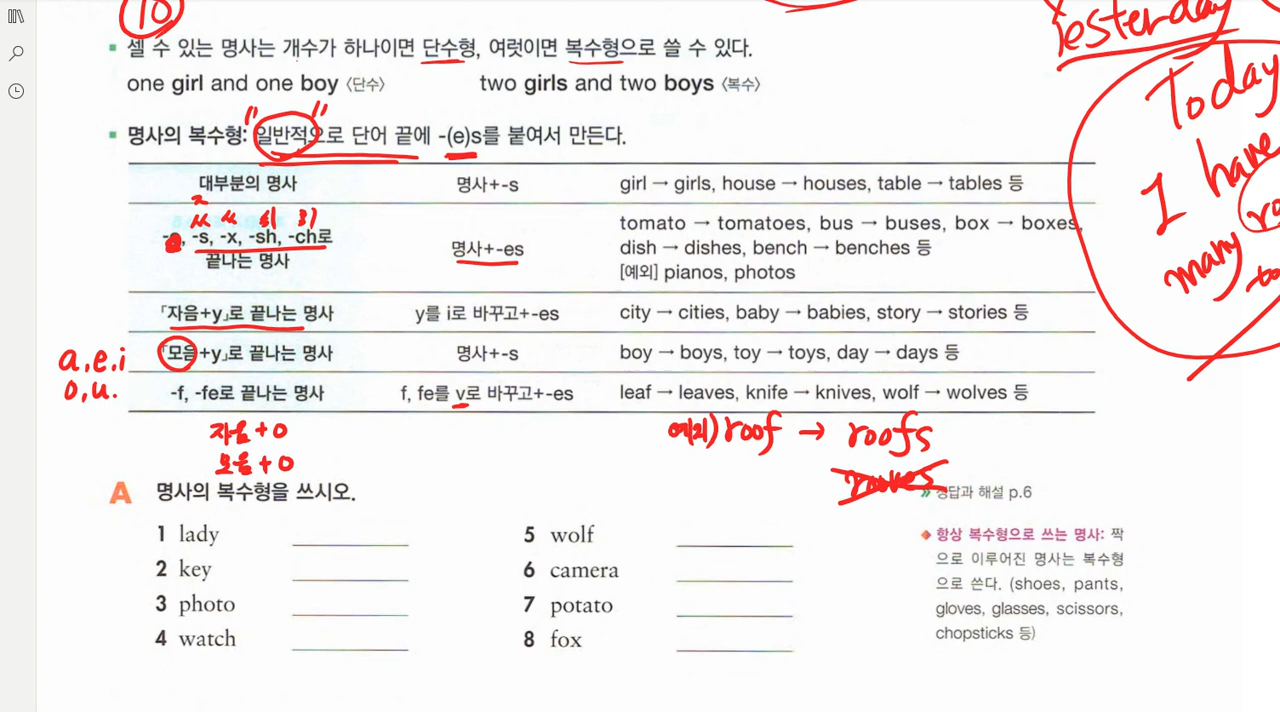 10
Yesterday
셀 수 있는 명사는 개수가 하나이면 단수형, 여럿이면 복수형으로 쓸 수 있다.
one girl and one boy 〈단수〉 two girls and two boys 〈복수〉
명사의 복수형: "일반적"으로 단어 끝에 -(e)s를 붙여서 만든다.
대부분의 명사 명사+-s girl → girls, house → houses, table → tables 등
ㅅ ㅆ ㅆ 쉬 취
-s, -x, -sh, -ch로 끝나는 명사 명사+-es tomato → tomatoes, bus → buses, box → boxes,
dish → dishes, bench → benches 등
[예외] pianos, photos
「자음+y」로 끝나는 명사 y를 i로 바꾸고+-es city → cities, baby → babies, story → stories 등
「모음+y」로 끝나는 명사 명사+-s boy → boys, toy → toys, day → days 등
a, e, i
o, u.
-f, -fe로 끝나는 명사 f, fe를 v로 바꾸고+-es leaf → leaves, knife → knives, wolf → wolves 등
자음+o
모음+o
예외) roof → roofs
Today
I have
many
A 명사의 복수형을 쓰시오.
» 정답과 해설 p.6
1 lady
2 key
3 photo
4 watch
5 wolf
6 camera
7 potato
8 fox
항상 복수형으로 쓰는 명사: 짝
으로 이루어진 명사는 복수형
으로 쓴다. (shoes, pants,
gloves, glasses, scissors,
chopsticks 등)